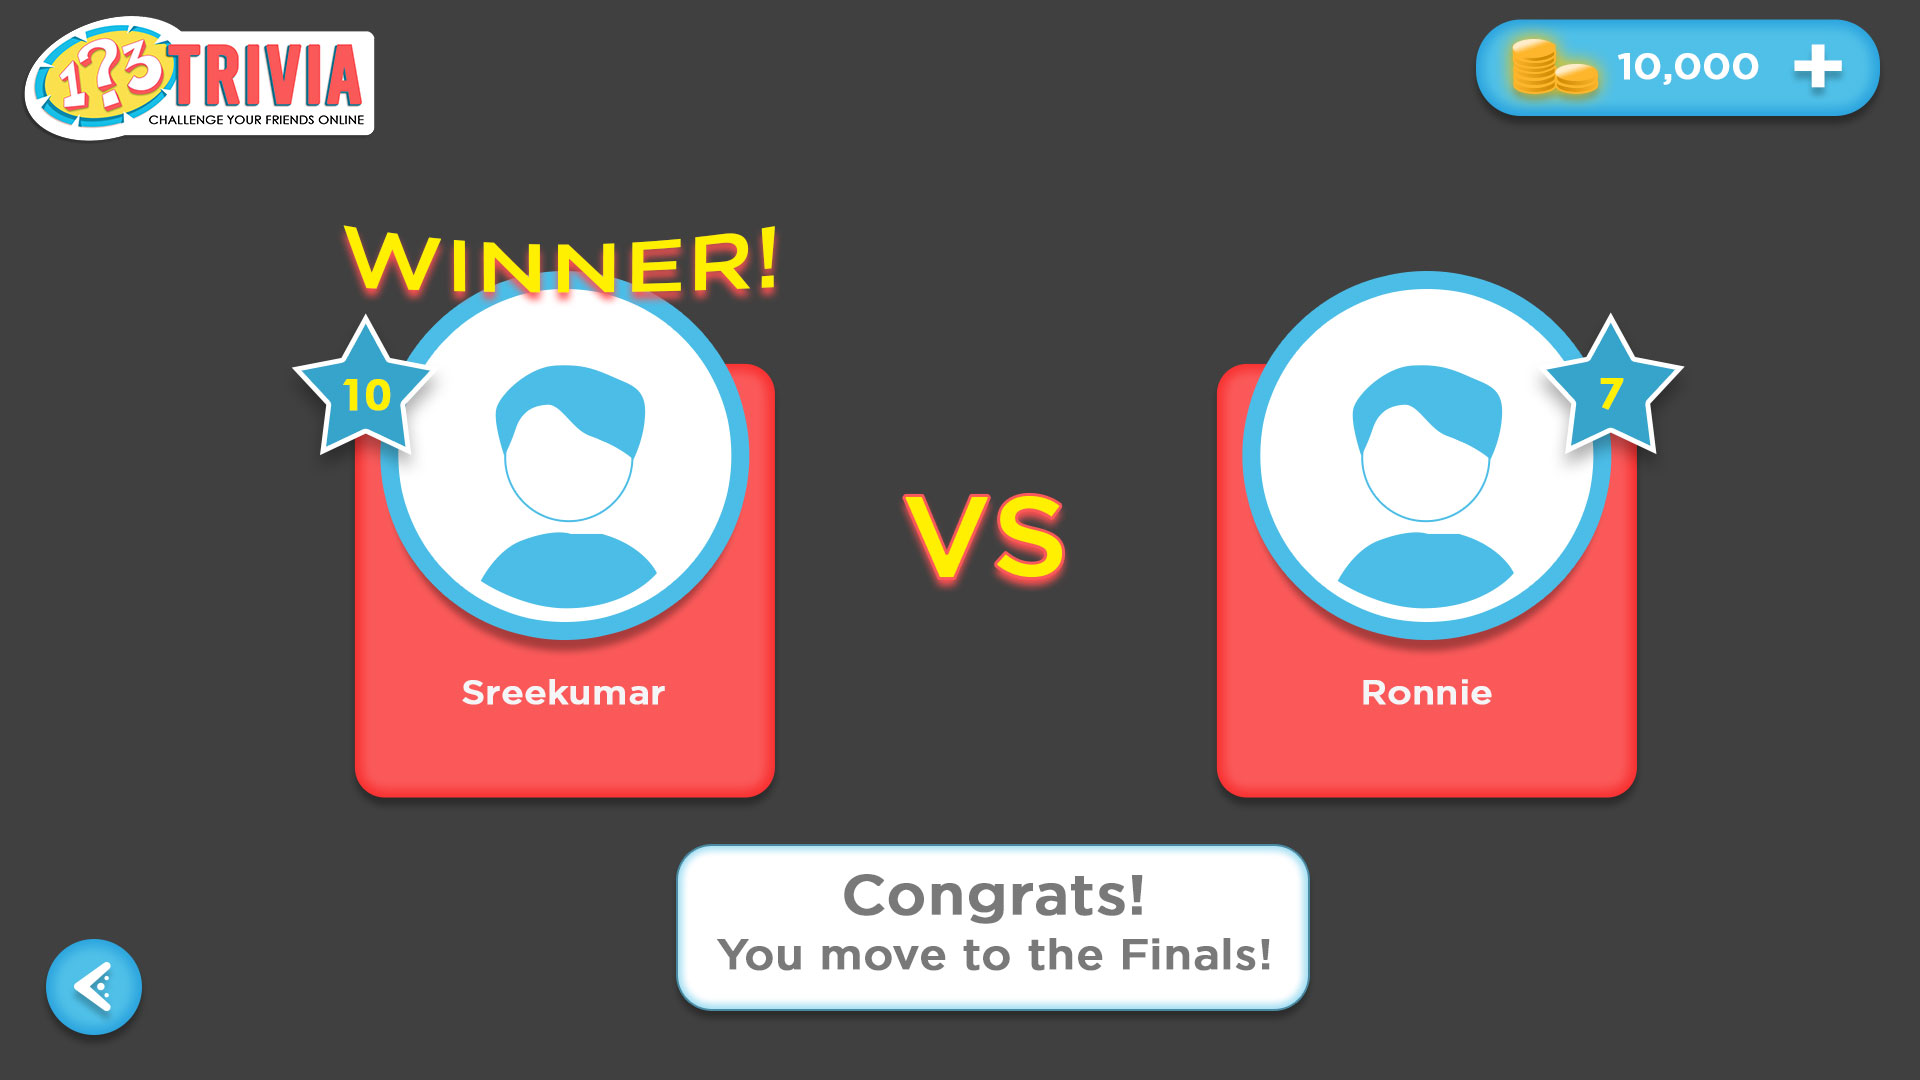 1?3 TRIVIA
CHALLENGE YOUR FRIENDS ONLINE
10,000
WINNER!
10
7
VS
Sreekumar
Ronnie
Congrats!
You move to the Finals!